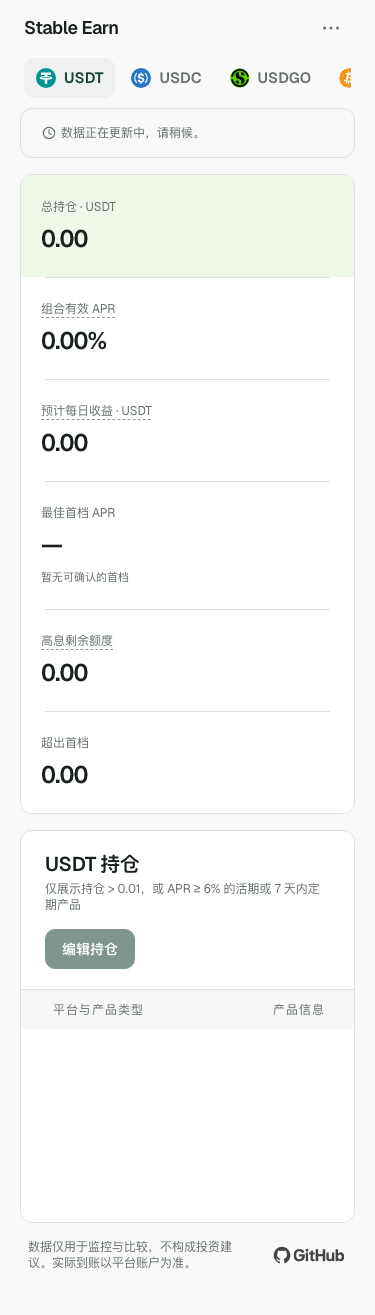 Stable Earn
USDT USDC USDGO
数据正在更新中，请稍候。
总持仓 · USDT
0.00
组合有效 APR
0.00%
预计每日收益 · USDT
0.00
最佳首档 APR
—
暂无可确认的首档
高息剩余额度
0.00
超出首档
0.00
USDT 持仓
仅展示持仓 > 0.01，或 APR ≥ 6% 的活期或 7 天内定
期产品
编辑持仓
平台与产品类型 产品信息
数据仅用于监控与比较，不构成投资建
议。实际到账以平台账户为准。
GitHub